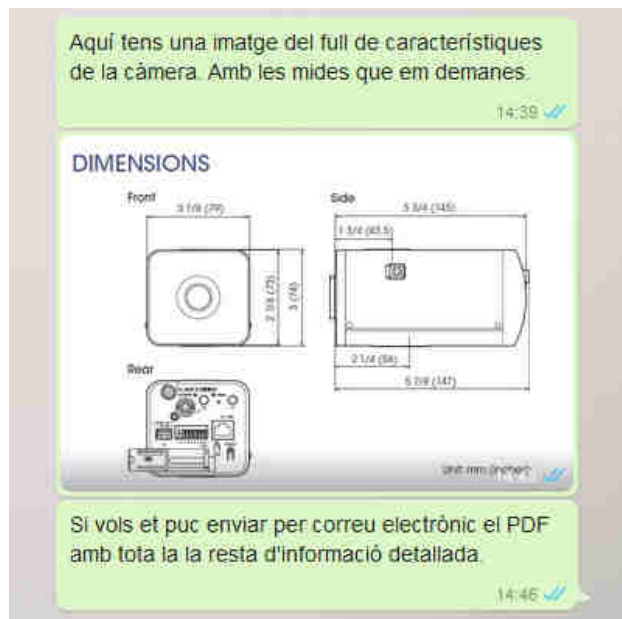 Aquí tens una imatge del full de característiques
de la càmera. Amb les mides que em demanes.
14:39
DIMENSIONS
Front
Side
3 1/8 (79)
5 3/4 (145)
1 3/4 (43.5)
2 7/8 (73)
3 (74)
2 1/4 (56)
5 7/8 (147)
Rear
Unit mm (inches)
Si vols et puc enviar per correu electrònic el PDF
amb tota la la resta d'informació detallada.
14:46